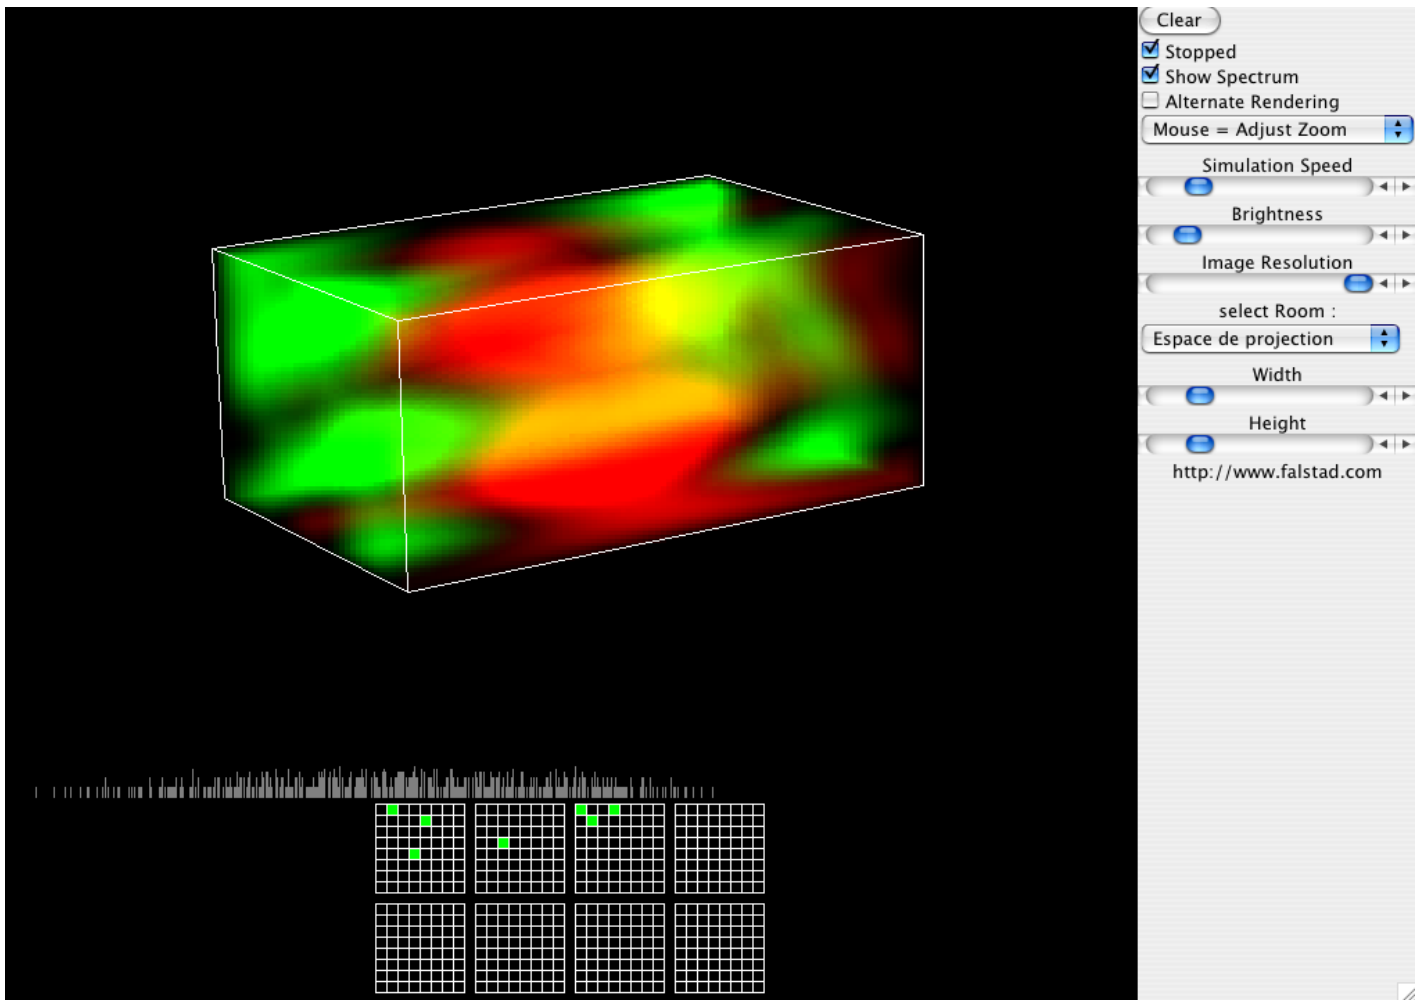 Clear
Stopped
Show Spectrum
Alternate Rendering
Mouse = Adjust Zoom
Simulation Speed
Brightness
Image Resolution
select Room :
Espace de projection
Width
Height
http://www.falstad.com